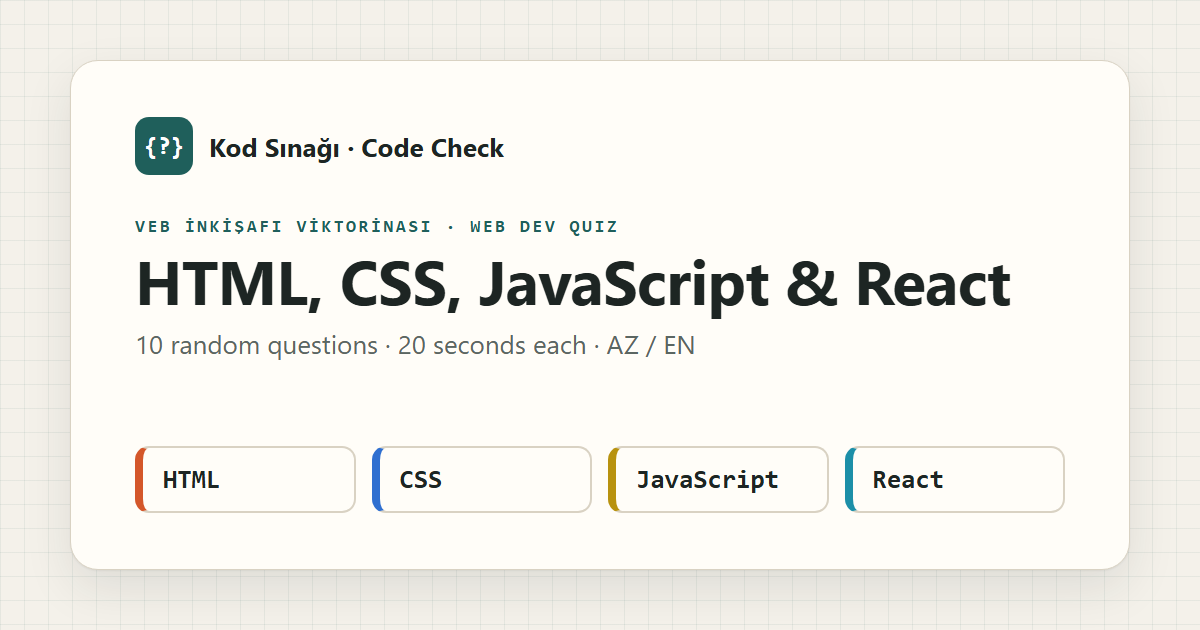 {?} Kod Sınağı · Code Check
VEB İNKİŞAFI VİKTORİNASI · WEB DEV QUIZ
HTML, CSS, JavaScript & React
10 random questions · 20 seconds each · AZ / EN
HTML CSS JavaScript React